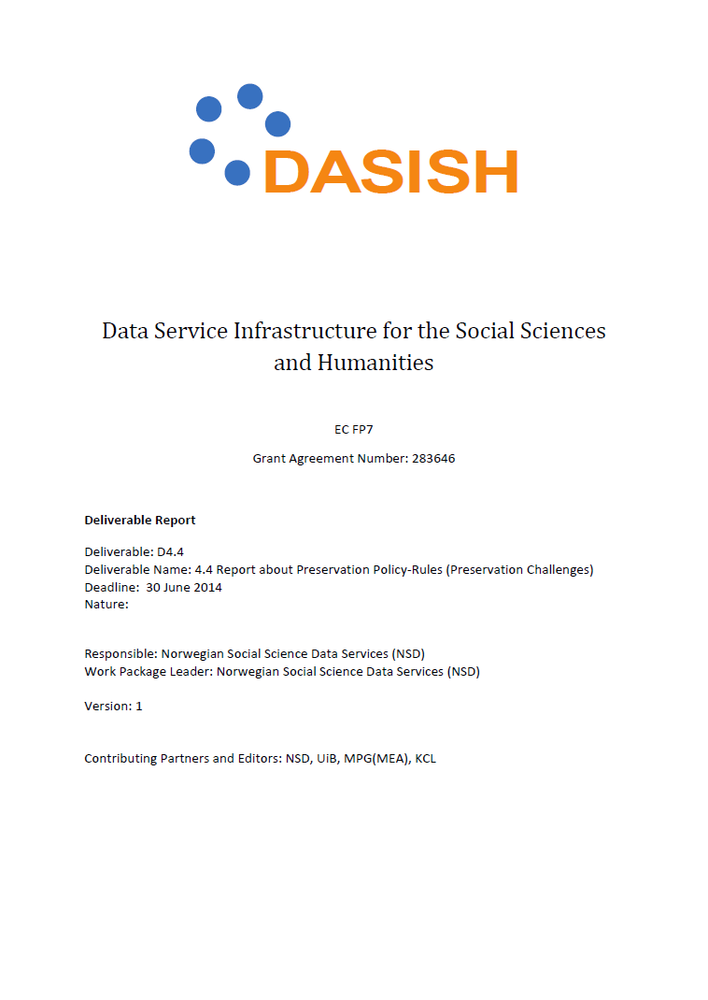 DASISH
Data Service Infrastructure for the Social Sciences
and Humanities
EC FP7
Grant Agreement Number: 283646
Deliverable Report
Deliverable: D4.4
Deliverable Name: 4.4 Report about Preservation Policy-Rules (Preservation Challenges)
Deadline:  30 June 2014
Nature:
Responsible: Norwegian Social Science Data Services (NSD)
Work Package Leader: Norwegian Social Science Data Services (NSD)
Version: 1
Contributing Partners and Editors: NSD, UiB, MPG(MEA), KCL